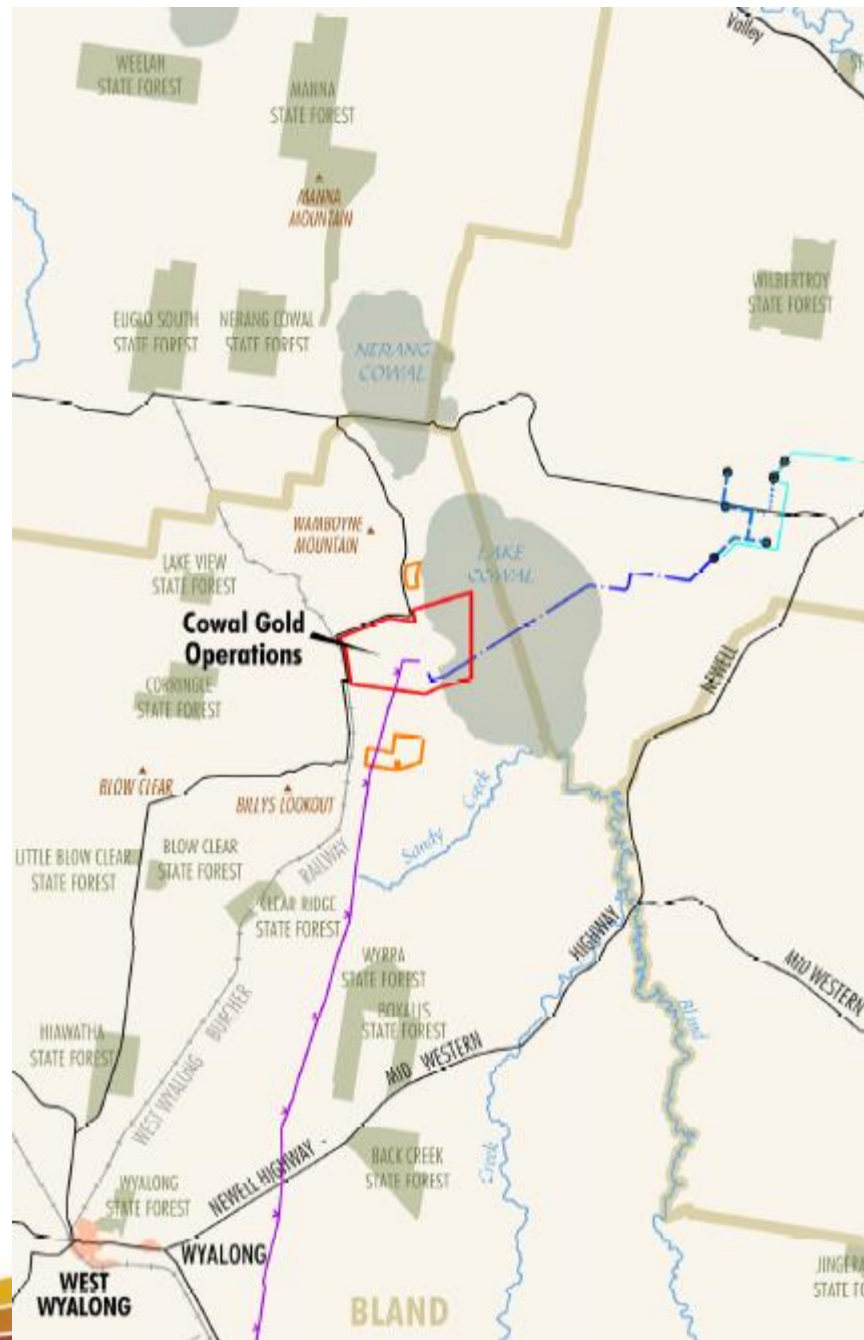 Valley
WEELAH
STATE FOREST
MANNA
STATE FOREST
MANNA
MOUNTAIN
WILBERTROY
STATE FOREST
EUGLO SOUTH
STATE FOREST
NERANG COWAL
STATE FOREST
NERANG
COWAL
WAMBOYNE
MOUNTAIN
LAKE
COWAL
LAKE VIEW
STATE FOREST
Cowal Gold
Operations
CORRINGLE
STATE FOREST
NEWELL
BLOW CLEAR
BILLYS LOOKOUT
Sandy
Creek
LITTLE BLOW CLEAR
STATE FOREST
BLOW CLEAR
STATE FOREST
RAILWAY
CLEAR RIDGE
STATE FOREST
HIGHWAY
WYRRA
STATE FOREST
BOXALLS
STATE FOREST
MID WESTERN
Bland
HIAWATHA
STATE FOREST
BURCHER
WEST WYALONG
MID WESTERN
BACK CREEK
STATE FOREST
Creek
NEWELL HIGHWAY
WYALONG
STATE FOREST
WYALONG
WEST
WYALONG
BLAND
JINGERA
STATE FO